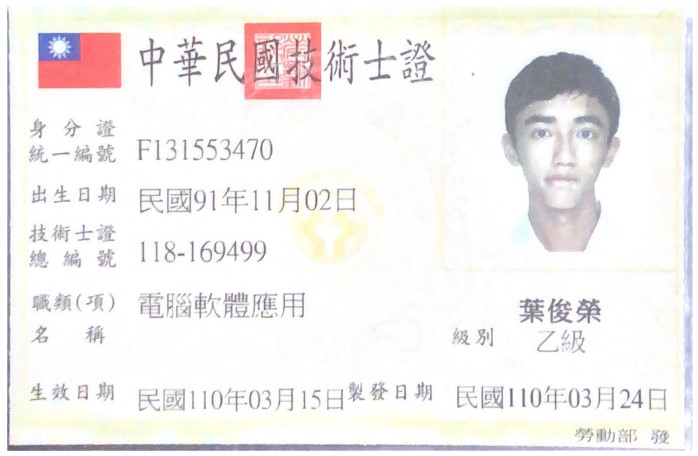 中華民國技術士證
身分證
統一編號 F131553470
出生日期 民國91年11月02日
技術士證
總編號 118-169499
職類(項) 電腦軟體應用
名稱
葉俊榮
級別 乙級
生效日期 民國110年03月15日 製發日期 民國110年03月24日
勞動部 發